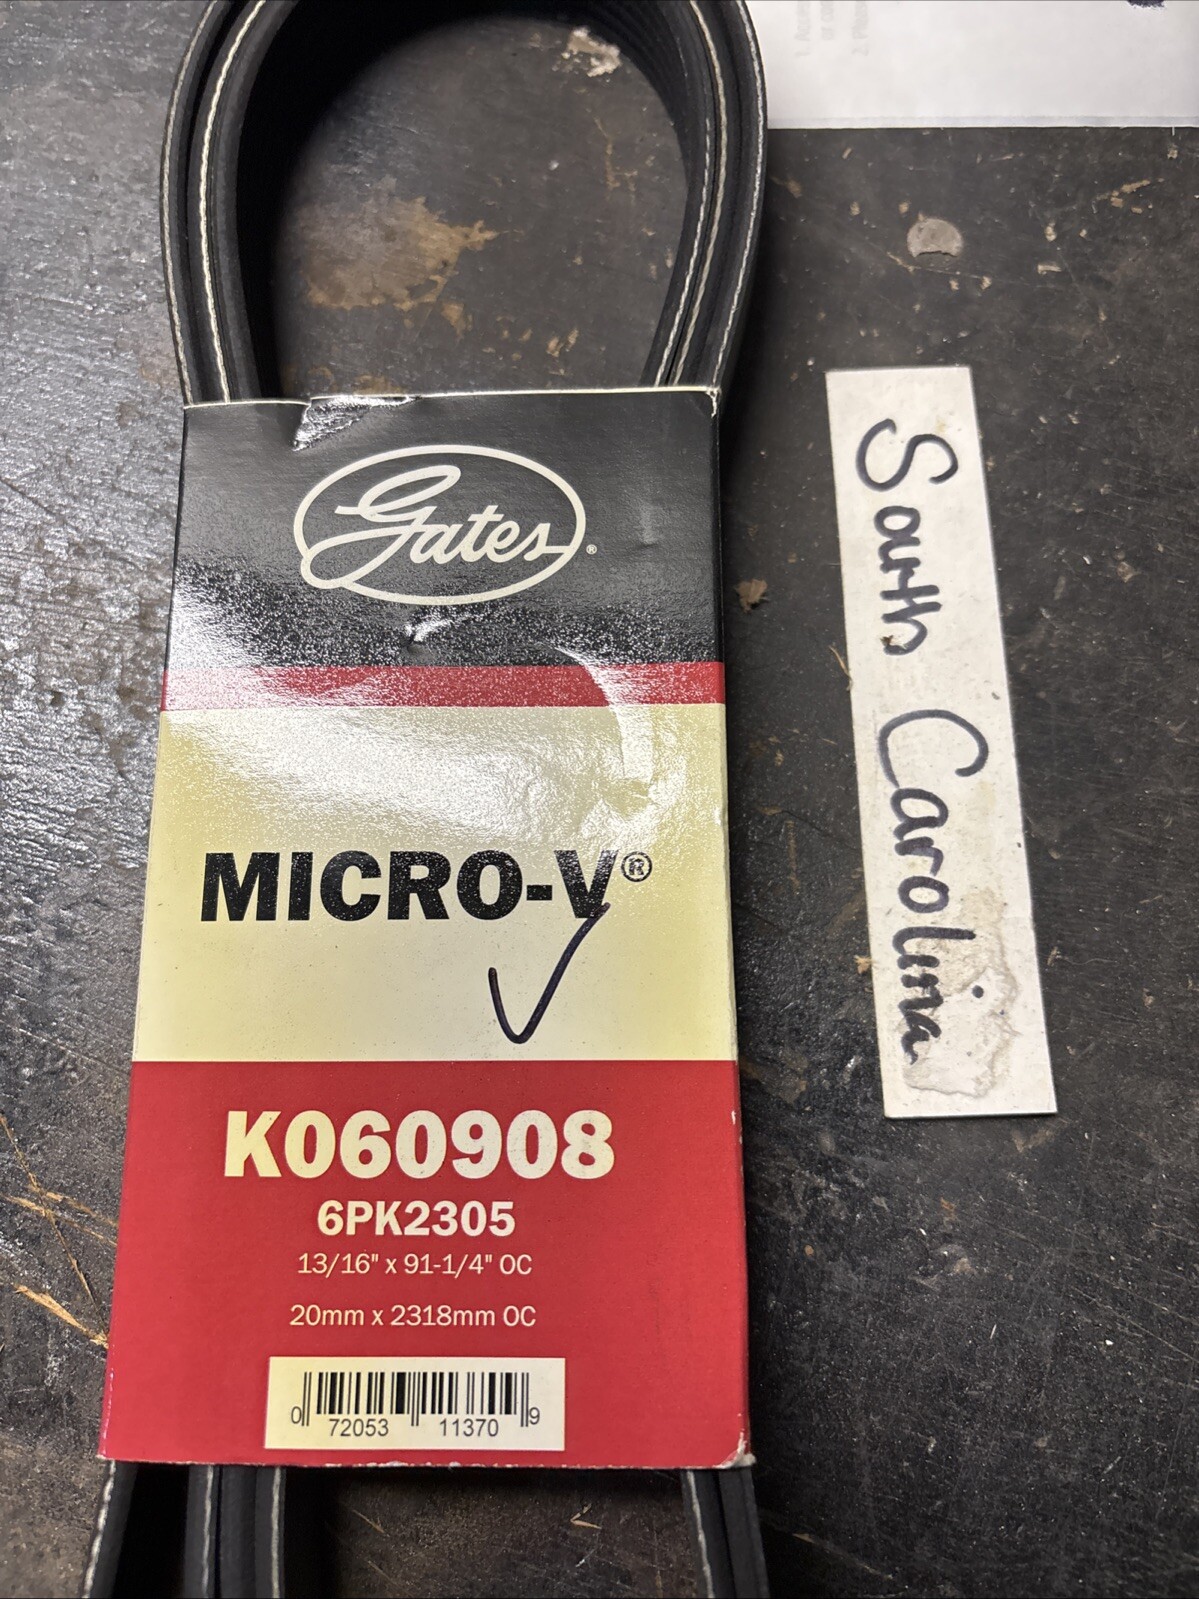 Gates®
MICRO-V®
K060908
6PK2305
13/16" x 91-1/4" OC
20mm x 2318mm OC
0 72053 11370 9
South Carolina